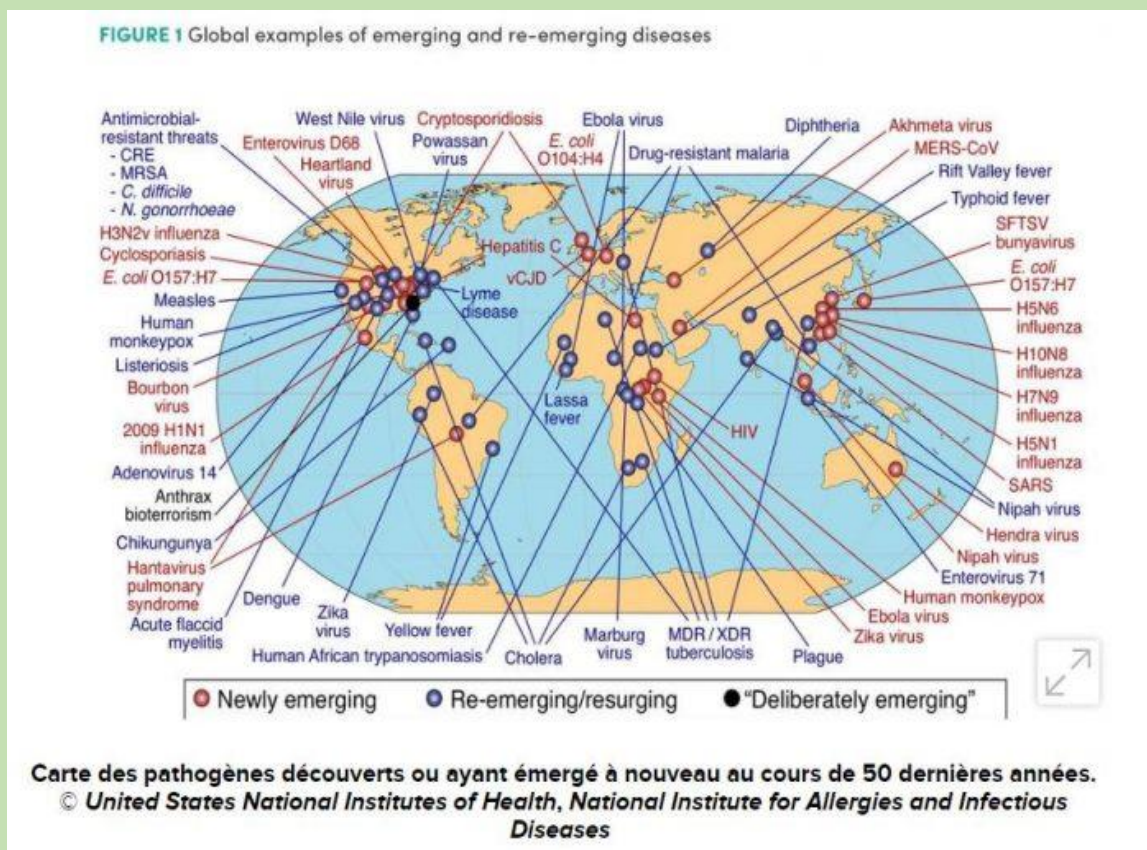 FIGURE 1 Global examples of emerging and re-emerging diseases
Antimicrobial-
resistant threats
- CRE
- MRSA
- C. difficile
- N. gonorrhoeae
H3N2v influenza
Cyclosporiasis
E. coli O157:H7
Measles
Human
monkeypox
Listeriosis
Bourbon
virus
2009 H1N1
influenza
Adenovirus 14
Anthrax
bioterrorism
Chikungunya
Hantavirus
pulmonary
syndrome
Acute flaccid
myelitis
Enterovirus D68
Heartland
virus
West Nile virus
Cryptosporidiosis
Powassan
virus
E. coli
O104:H4
Ebola virus
Drug-resistant malaria
Diphtheria
Akhmeta virus
MERS-CoV
Rift Valley fever
Typhoid fever
SFTSV
bunyavirus
E. coli
O157:H7
H5N6
influenza
H10N8
influenza
H7N9
influenza
H5N1
influenza
SARS
Nipah virus
Hendra virus
Nipah virus
Enterovirus 71
Human monkeypox
Ebola virus
Zika virus
Hepatitis C
vCJD
Lyme
disease
Lassa
fever
HIV
Dengue
Zika
virus
Yellow fever
Human African trypanosomiasis
Cholera
Marburg
virus
MDR / XDR
tuberculosis
Plague
Newly emerging
Re-emerging/resurging
"Deliberately emerging"
Carte des pathogènes découverts ou ayant émergé à nouveau au cours de 50 dernières années.
© United States National Institutes of Health, National Institute for Allergies and Infectious
Diseases